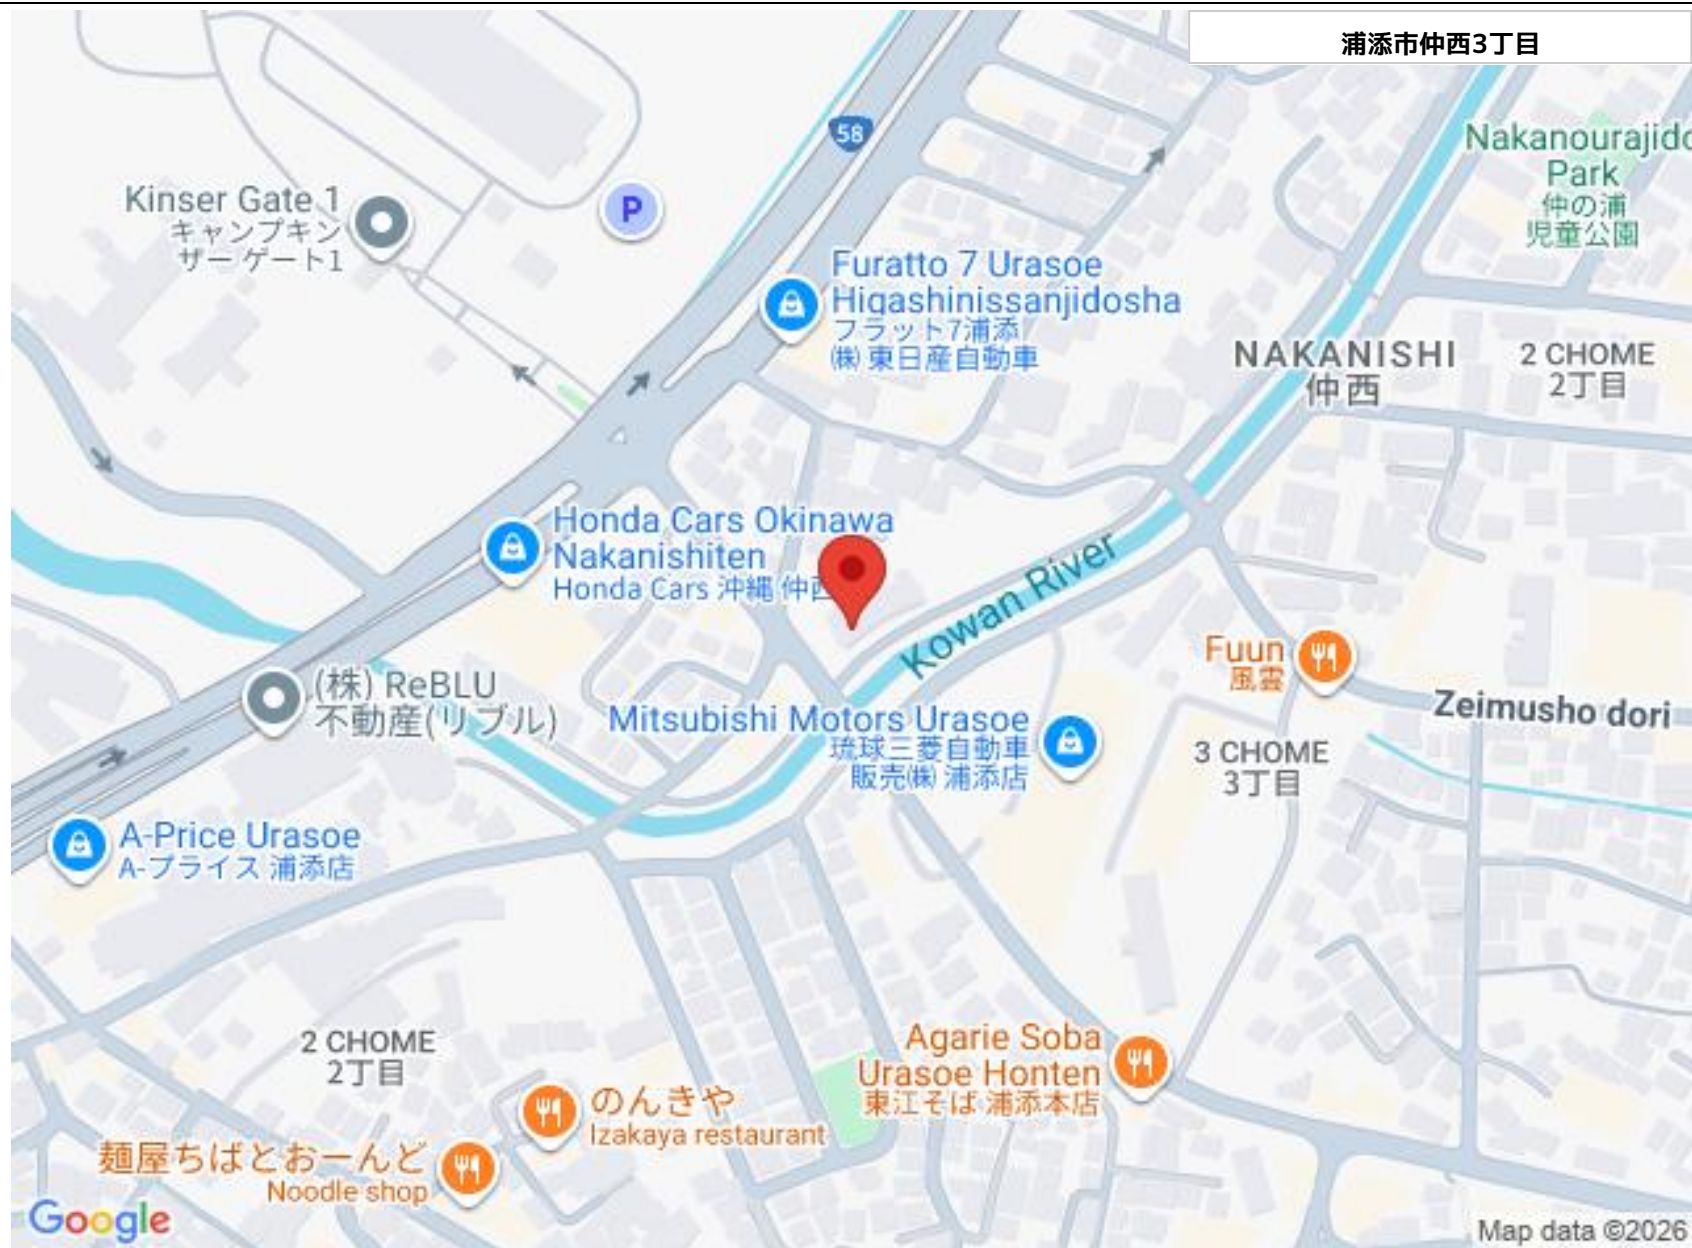 浦添市仲西3丁目
58
Nakanourajido
Park
仲の浦
児童公園
Kinser Gate 1
キャンプキン
ザー ゲート1
P
Furatto 7 Urasoe
Higashinissanjidosha
フラット7浦添
㈱ 東日産自動車
NAKANISHI
仲西
2 CHOME
2丁目
Honda Cars Okinawa
Nakanishiten
Honda Cars 沖縄 仲西
Kowan River
Fuun
風雲
(株) ReBLU
不動産(リブル)
Zeimusho dori
Mitsubishi Motors Urasoe
琉球三菱自動車
販売㈱ 浦添店
3 CHOME
3丁目
A-Price Urasoe
A-プライス 浦添店
2 CHOME
2丁目
Agarie Soba
Urasoe Honten
東江そば 浦添本店
のんきや
Izakaya restaurant
麺屋ちばとおーんど
Noodle shop
Google
Map data ©2026